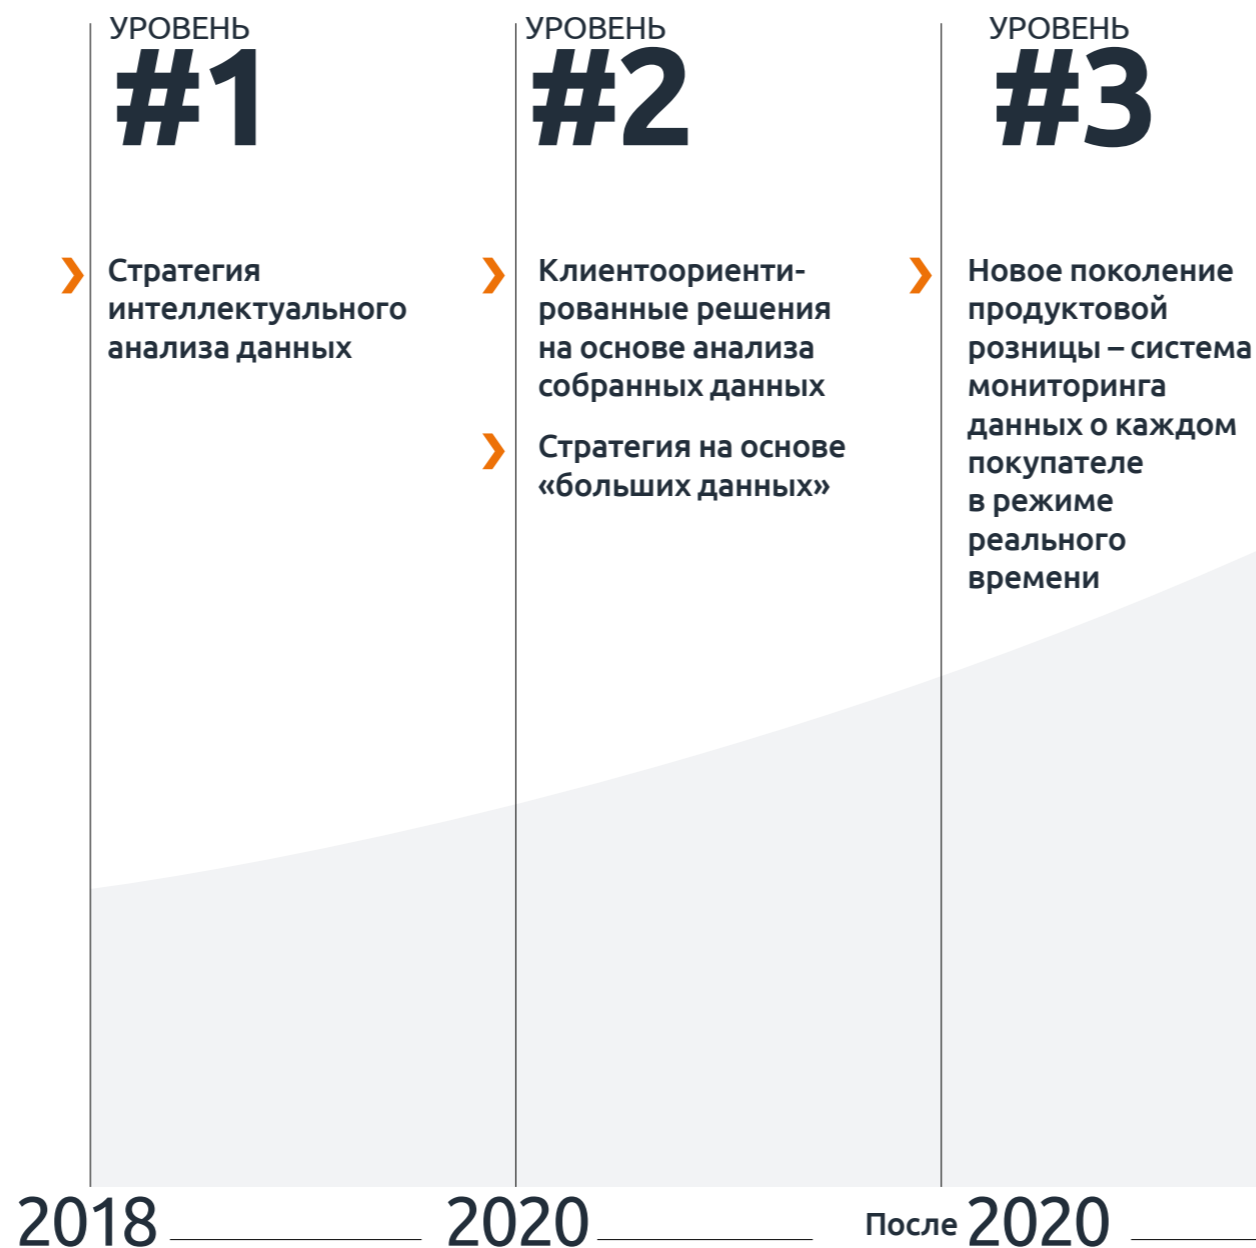 УРОВЕНЬ
#1
Стратегия
интеллектуального
анализа данных
УРОВЕНЬ
#2
Клиентоориенти-
рованные решения
на основе анализа
собранных данных
Стратегия на основе
«больших данных»
УРОВЕНЬ
#3
Новое поколение
продуктовой
розницы – система
мониторинга
данных о каждом
покупателе
в режиме
реального
времени
2018
2020
После 2020